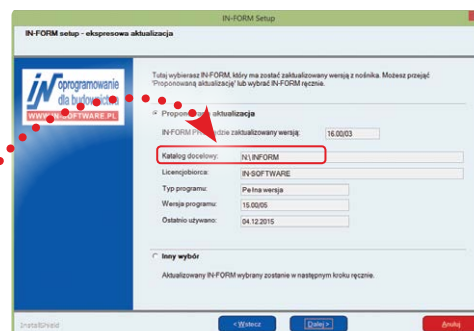 IN-FORM Setup
IN-FORM setup - ekspresowa aktualizacja
oprogramowanie
dla budownictwa
WWW.IN-SOFTWARE.PL
Tutaj wybierasz IN-FORM, który ma zostać zaktualizowany wersją z nośnika. Możesz przejąć
'Proponowaną aktualizację' lub wybrać IN-FORM ręcznie.
Proponowana aktualizacja
IN-FORM zaktualizowany wersją: 16.00/03
Katalog docelowy: N:\INFORM
Licencjobiorca: IN-SOFTWARE
Typ programu: Pełna wersja
Wersja programu: 15.00/05
Ostatnio używano: 04.12.2015
Inny wybór
Aktualizowany IN-FORM wybrany zostanie w następnym kroku ręcznie.
InstallShield
< Wstecz
Dalej >
Anuluj